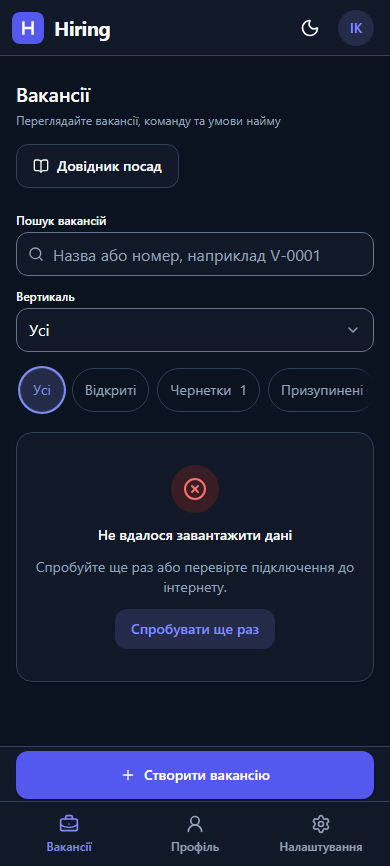 H Hiring
ІК
Вакансії
Переглядайте вакансії, команду та умови найму
Довідник посад
Пошук вакансій
Назва або номер, наприклад V-0001
Вертикаль
Усі
Усі Відкриті Чернетки 1 Призупинені
Не вдалося завантажити дані
Спробуйте ще раз або перевірте підключення до
інтернету.
Спробувати ще раз
+ Створити вакансію
Вакансії Профіль Налаштування